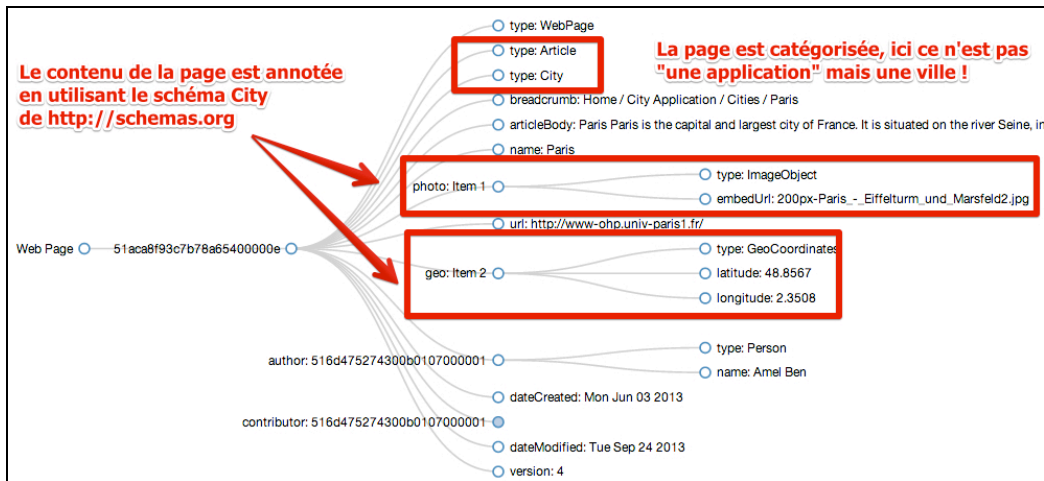 type: WebPage
type: Article
type: City
La page est catégorisée, ici ce n'est pas
"une application" mais une ville !
Le contenu de la page est annotée
en utilisant le schéma City
de http://schemas.org
breadcrumb: Home / City Application / Cities / Paris
articleBody: Paris Paris is the capital and largest city of France. It is situated on the river Seine, in
name: Paris
photo: Item 1
type: ImageObject
embedUrl: 200px-Paris_-_Eiffelturm_und_Marsfeld2.jpg
url: http://www-ohp.univ-paris1.fr/
Web Page
51aca8f93c7b78a65400000e
geo: Item 2
type: GeoCoordinates
latitude: 48.8567
longitude: 2.3508
author: 516d475274300b0107000001
type: Person
name: Amel Ben
dateCreated: Mon Jun 03 2013
contributor: 516d475274300b0107000001
dateModified: Tue Sep 24 2013
version: 4